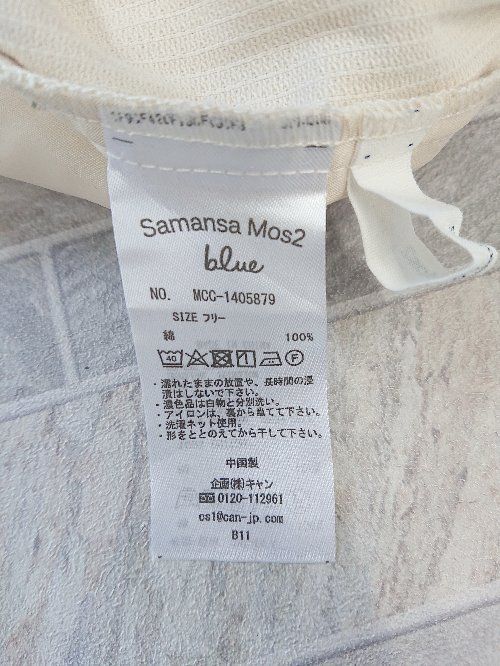 Samansa Mos2
blue
NO. MCC-1405879
SIZE フリー
綿 100%
40 F
・濡れたままの放置や、長時間の浸
漬はしないで下さい。
・濃色品は白物と分別洗い。
・アイロンは、裏から当てて下さい。
・洗濯ネット使用。
・形をととのえてから干して下さい。
中国製
企画(株)キャン
☎0120-112961
cs1@can-jp.com
B11